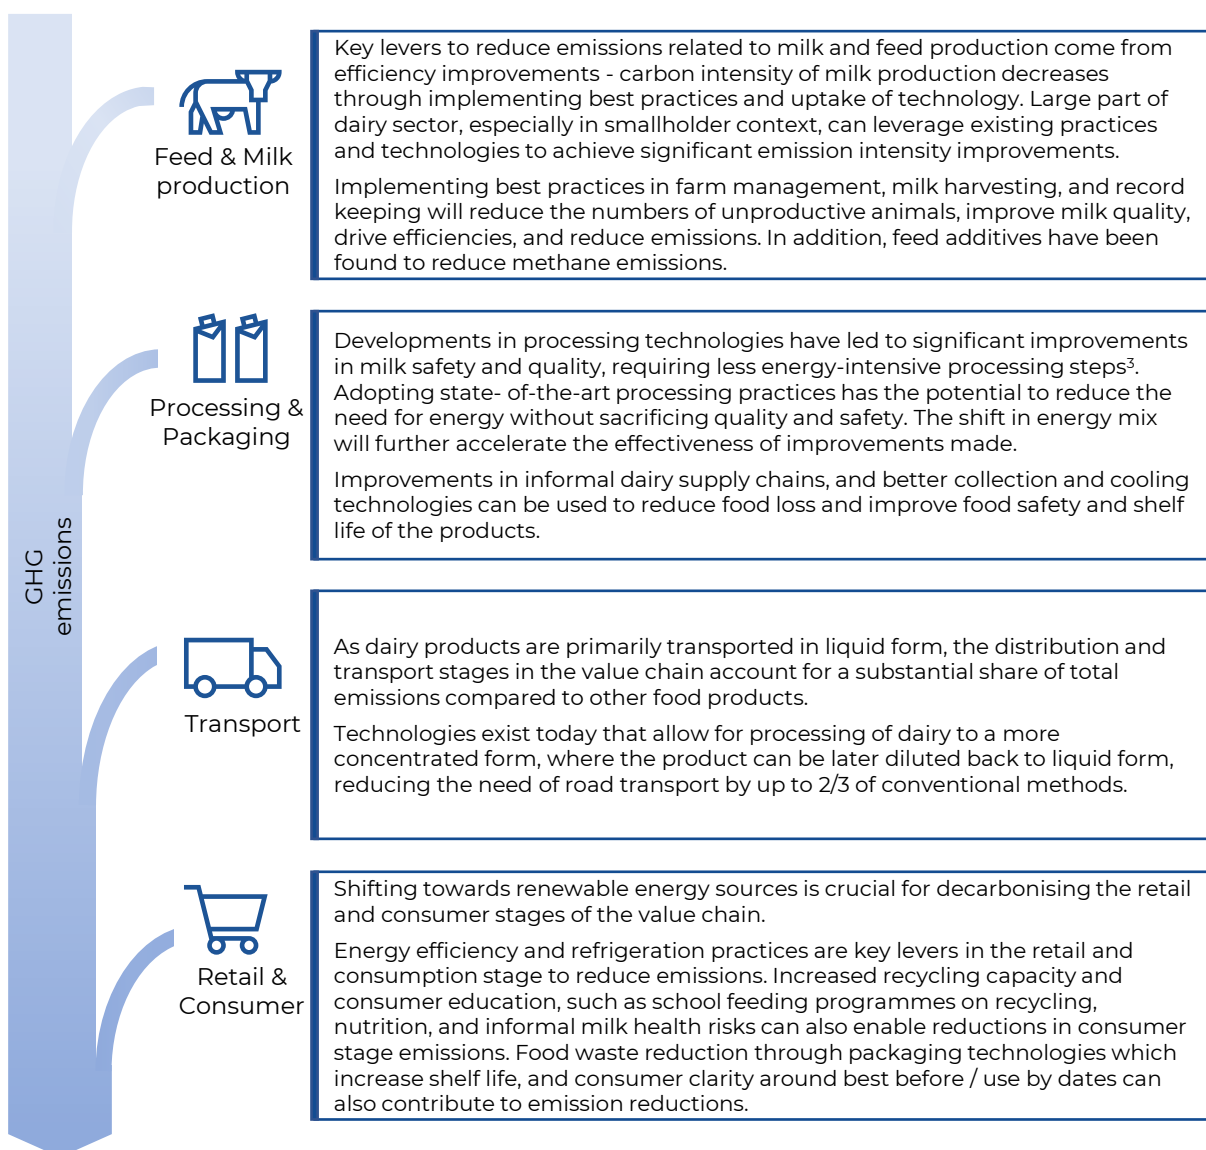 GHG
emissions
Feed & Milk
production
Key levers to reduce emissions related to milk and feed production come from
efficiency improvements - carbon intensity of milk production decreases
through implementing best practices and uptake of technology. Large part of
dairy sector, especially in smallholder context, can leverage existing practices
and technologies to achieve significant emission intensity improvements.
Implementing best practices in farm management, milk harvesting, and record
keeping will reduce the numbers of unproductive animals, improve milk quality,
drive efficiencies, and reduce emissions. In addition, feed additives have been
found to reduce methane emissions.
Processing &
Packaging
Developments in processing technologies have led to significant improvements
in milk safety and quality, requiring less energy-intensive processing steps³.
Adopting state- of-the-art processing practices has the potential to reduce the
need for energy without sacrificing quality and safety. The shift in energy mix
will further accelerate the effectiveness of improvements made.
Improvements in informal dairy supply chains, and better collection and cooling
technologies can be used to reduce food loss and improve food safety and shelf
life of the products.
Transport
As dairy products are primarily transported in liquid form, the distribution and
transport stages in the value chain account for a substantial share of total
emissions compared to other food products.
Technologies exist today that allow for processing of dairy to a more
concentrated form, where the product can be later diluted back to liquid form,
reducing the need of road transport by up to 2/3 of conventional methods.
Retail &
Consumer
Shifting towards renewable energy sources is crucial for decarbonising the retail
and consumer stages of the value chain.
Energy efficiency and refrigeration practices are key levers in the retail and
consumption stage to reduce emissions. Increased recycling capacity and
consumer education, such as school feeding programmes on recycling,
nutrition, and informal milk health risks can also enable reductions in consumer
stage emissions. Food waste reduction through packaging technologies which
increase shelf life, and consumer clarity around best before / use by dates can
also contribute to emission reductions.